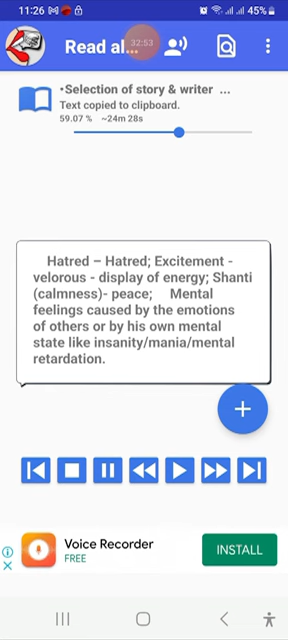 11:26 45%
Read al... 32:53
•Selection of story & writer ...
Text copied to clipboard.
59.07 % ~24m 28s
Hatred – Hatred; Excitement -
velorous - display of energy; Shanti
(calmness)- peace; Mental
feelings caused by the emotions
of others or by his own mental
state like insanity/mania/mental
retardation.
+
Voice Recorder
FREE
INSTALL